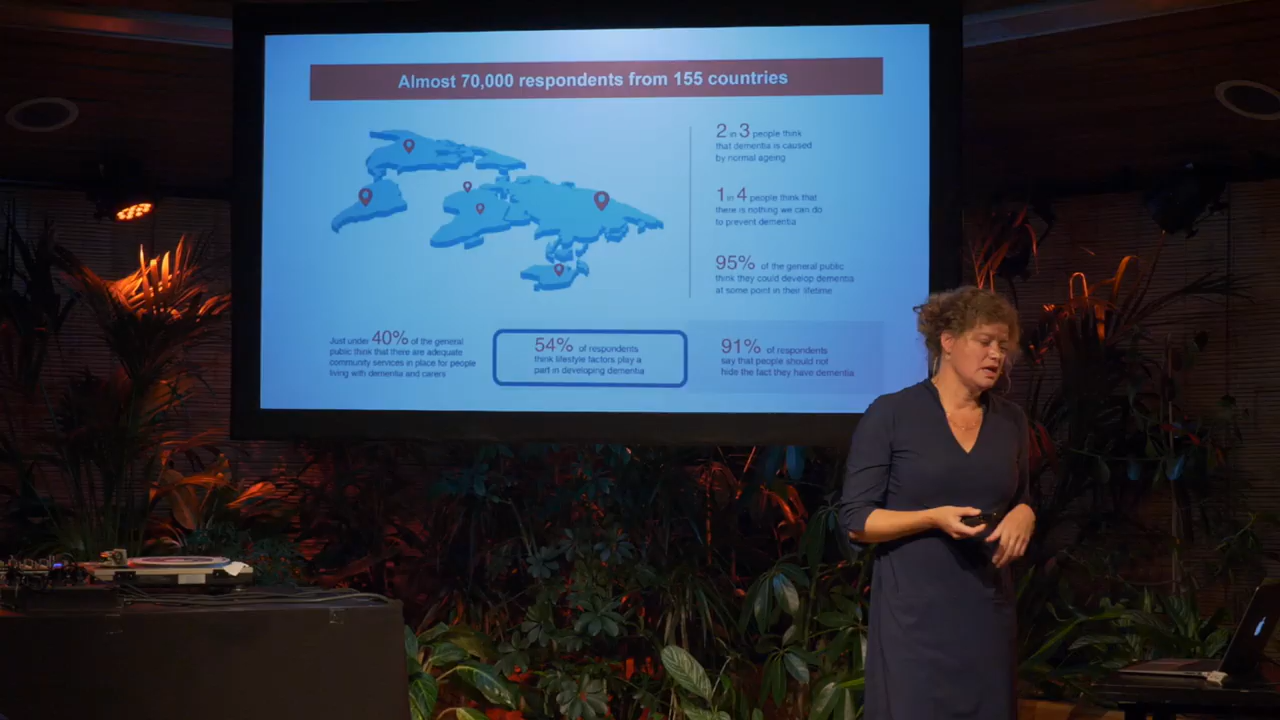 Almost 70,000 respondents from 155 countries
2 in 3 people think
that dementia is caused
by normal ageing
1 in 4 people think that
there is nothing we can do
to prevent dementia
95% of the general public
think they could develop dementia
at some point in their lifetime
Just under 40% of the general
public think that there are adequate
community services in place for people
living with dementia and carers
54% of respondents
think lifestyle factors play a
part in developing dementia
91% of respondents
say that people should not
hide the fact they have dementia